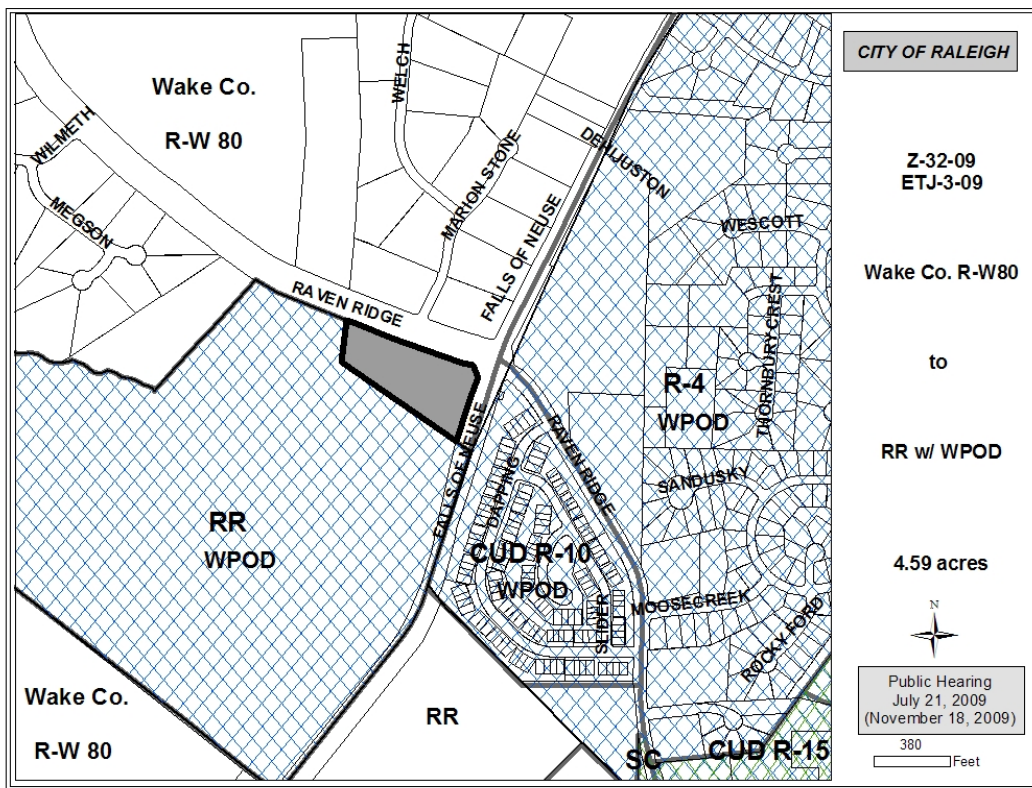 CITY OF RALEIGH
Z-32-09
ETJ-3-09
Wake Co. R-W80
to
RR w/ WPOD
4.59 acres
N
Public Hearing
July 21, 2009
(November 18, 2009)
380
Feet
Wake Co.
R-W 80
WELCH
WILMETH
MEGSON
MARION STONE
DEHIJUSTON
FALLS OF NEUSE
WESCOTT
RAVEN RIDGE
THORNBURY CREST
R-4
WPOD
FALLS OF NEUSE
DAPPING
RAVEN RIDGE
SANDUSKY
RR
WPOD
CUD R-10
WPOD
SLIDER
MOOSECREEK
ROCKY FORD
Wake Co.
R-W 80
RR
SC
CUD R-15